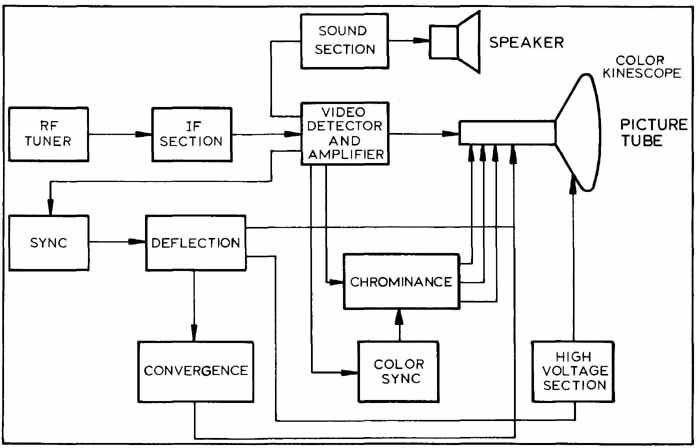 SOUND
SECTION
SPEAKER
COLOR
KINESCOPE
RF
TUNER
IF
SECTION
VIDEO
DETECTOR
AND
AMPLIFIER
PICTURE
TUBE
SYNC
DEFLECTION
CHROMINANCE
CONVERGENCE
COLOR
SYNC
HIGH
VOLTAGE
SECTION